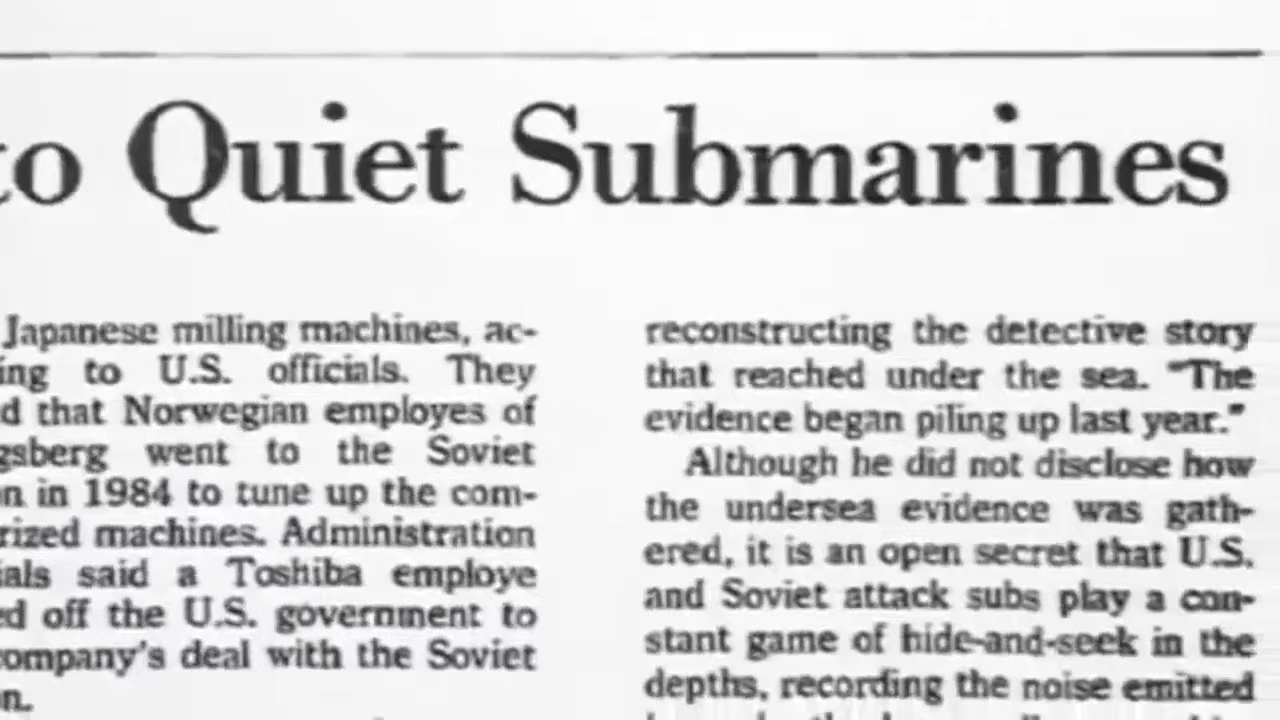 to Quiet Submarines
Japanese milling machines, ac-
ing to U.S. officials. They
d that Norwegian employes of
gsberg went to the Soviet
n in 1984 to tune up the com-
rized machines. Administration
ials said a Toshiba employe
ed off the U.S. government to
company's deal with the Soviet
n.
reconstructing the detective story
that reached under the sea. "The
evidence began piling up last year."
Although he did not disclose how
the undersea evidence was gath-
ered, it is an open secret that U.S.
and Soviet attack subs play a con-
stant game of hide-and-seek in the
depths, recording the noise emitted